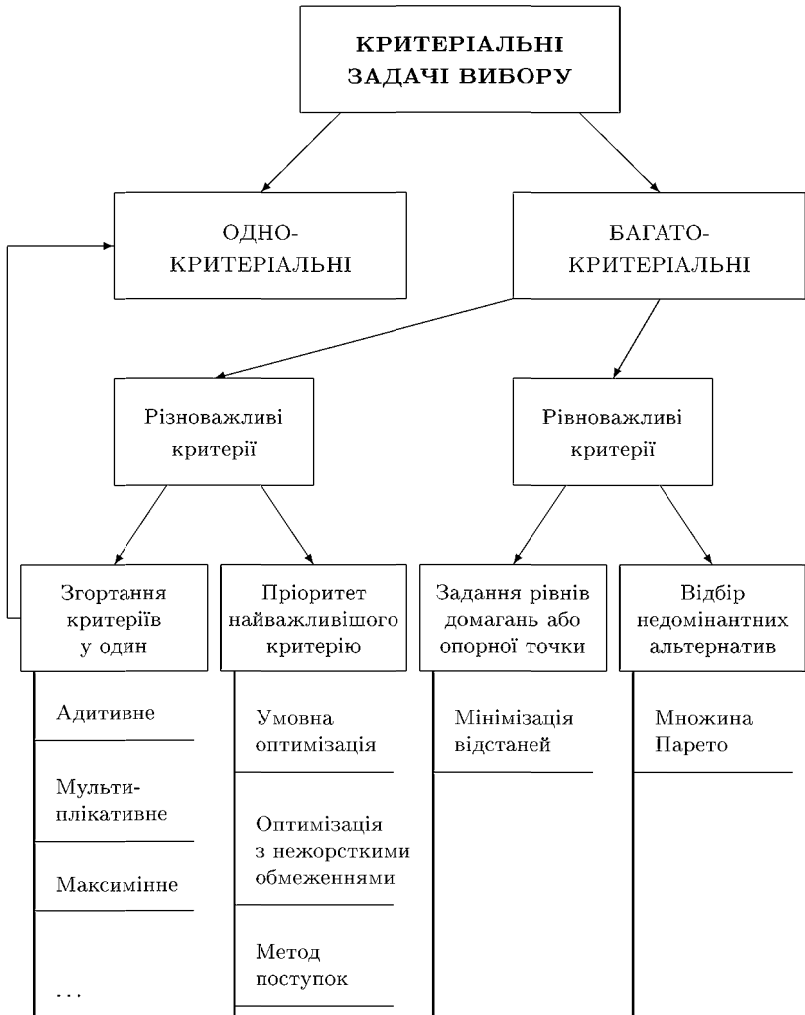 КРИТЕРІАЛЬНІ
ЗАДАЧІ ВИБОРУ
ОДНО-
КРИТЕРІАЛЬНІ
БАГАТО-
КРИТЕРІАЛЬНІ
Різноважливі
критерії
Рівноважливі
критерії
Згортання
критеріїв
у один
Пріоритет
найважливішого
критерію
Задання рівнів
домагань або
опорної точки
Відбір
недомінантних
альтернатив
Адитивне
Мульти-
плікативне
Максимінне
...
Умовна
оптимізація
Оптимізація
з нежорсткими
обмеженнями
Метод
поступок
Мінімізація
відстаней
Множина
Парето